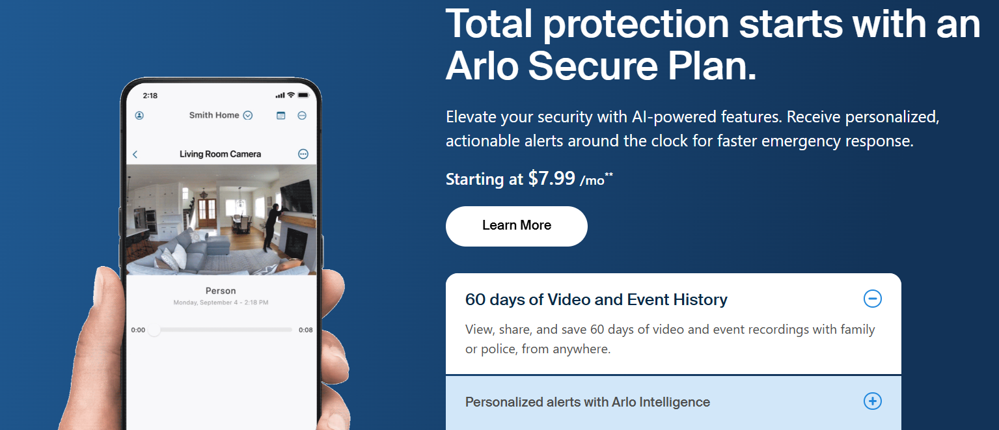 Total protection starts with an
Arlo Secure Plan.
Elevate your security with AI-powered features. Receive personalized,
actionable alerts around the clock for faster emergency response.
Starting at $7.99 /mo**
Learn More
60 days of Video and Event History
View, share, and save 60 days of video and event recordings with family
or police, from anywhere.
Personalized alerts with Arlo Intelligence
2:18
Smith Home
Living Room Camera
Person
Monday, September 4 - 2:18 PM
0:00
0:08